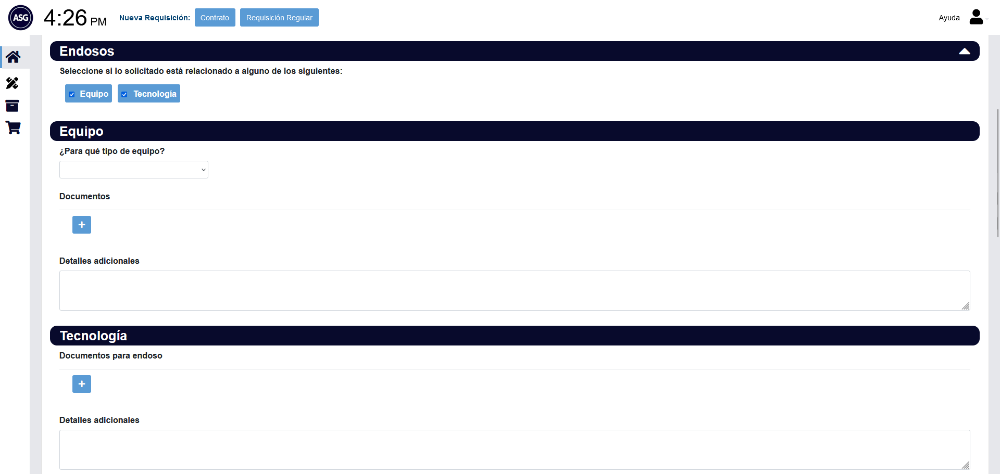 ASG
4:26 PM
Nueva Requisición:
Contrato
Requisición Regular
Ayuda
Endosos
Seleccione si lo solicitado está relacionado a alguno de los siguientes:
Equipo
Tecnología
Equipo
¿Para qué tipo de equipo?
Documentos
+
Detalles adicionales
Tecnología
Documentos para endoso
+
Detalles adicionales